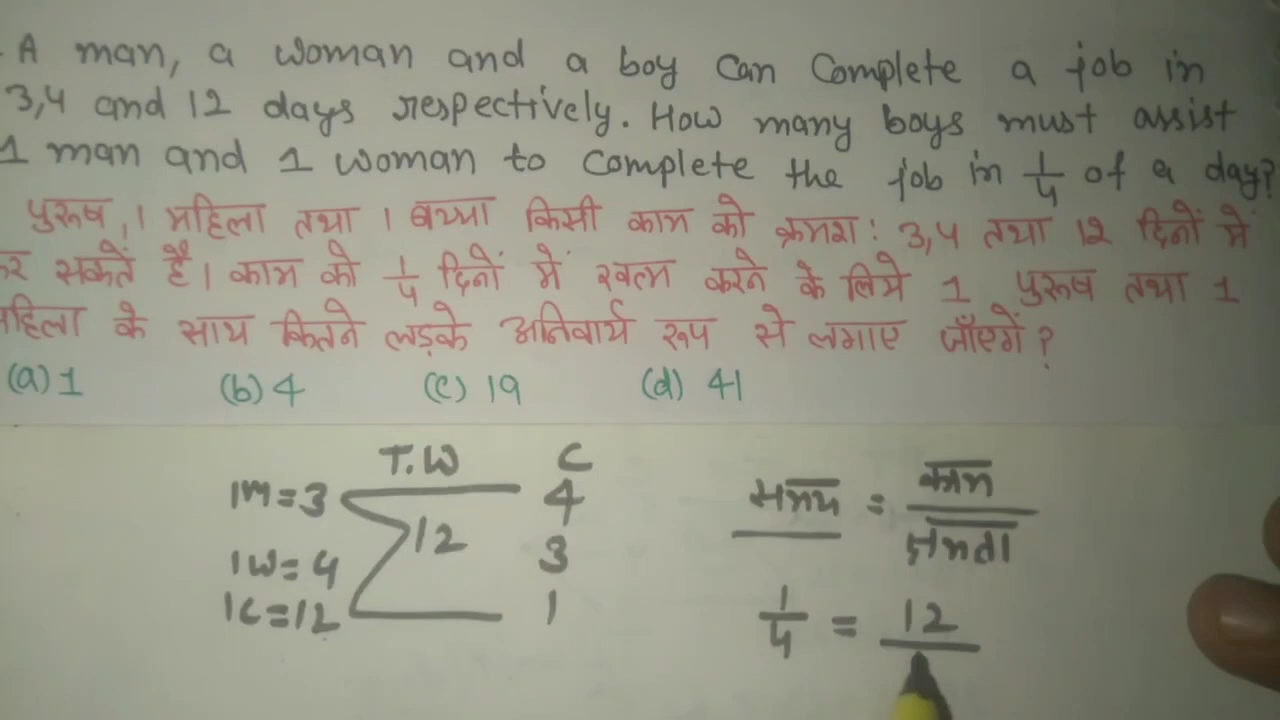 A man, a woman and a boy can complete a job in
3,4 and 12 days respectively. How many boys must assist
1 man and 1 woman to complete the job in 1/4 of a day?
पुरूष, 1 महिला तथा 1 बच्चा किसी काम को क्रमश: 3,4 तथा 12 दिनों में
सकतें हैं। काम को 1/4 दिनों में खत्म करने के लिये 1 पुरूष तथा 1
के साथ कितने लड़के अनिवार्य रूप से लगाए जाँएगें?
(a) 1 (b) 4 (c) 19 (d) 41
T.W C
1M=3 4
12
1W=4 3
1C=12 1
समय = काम / क्षमता
1/4 = 12